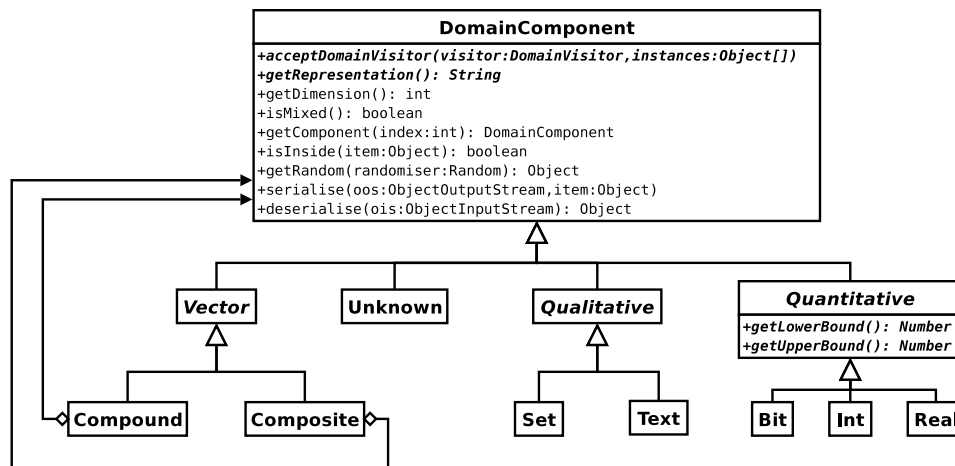 DomainComponent
+acceptDomainVisitor(visitor:DomainVisitor,instances:Object[])
+getRepresentation(): String
+getDimension(): int
+isMixed(): boolean
+getComponent(index:int): DomainComponent
+isInside(item:Object): boolean
+getRandom(randomiser:Random): Object
+serialise(oos:ObjectOutputStream,item:Object)
+deserialise(ois:ObjectInputStream): Object
Vector
Unknown
Qualitative
Quantitative
+getLowerBound(): Number
+getUpperBound(): Number
Compound
Composite
Set
Text
Bit
Int
Real